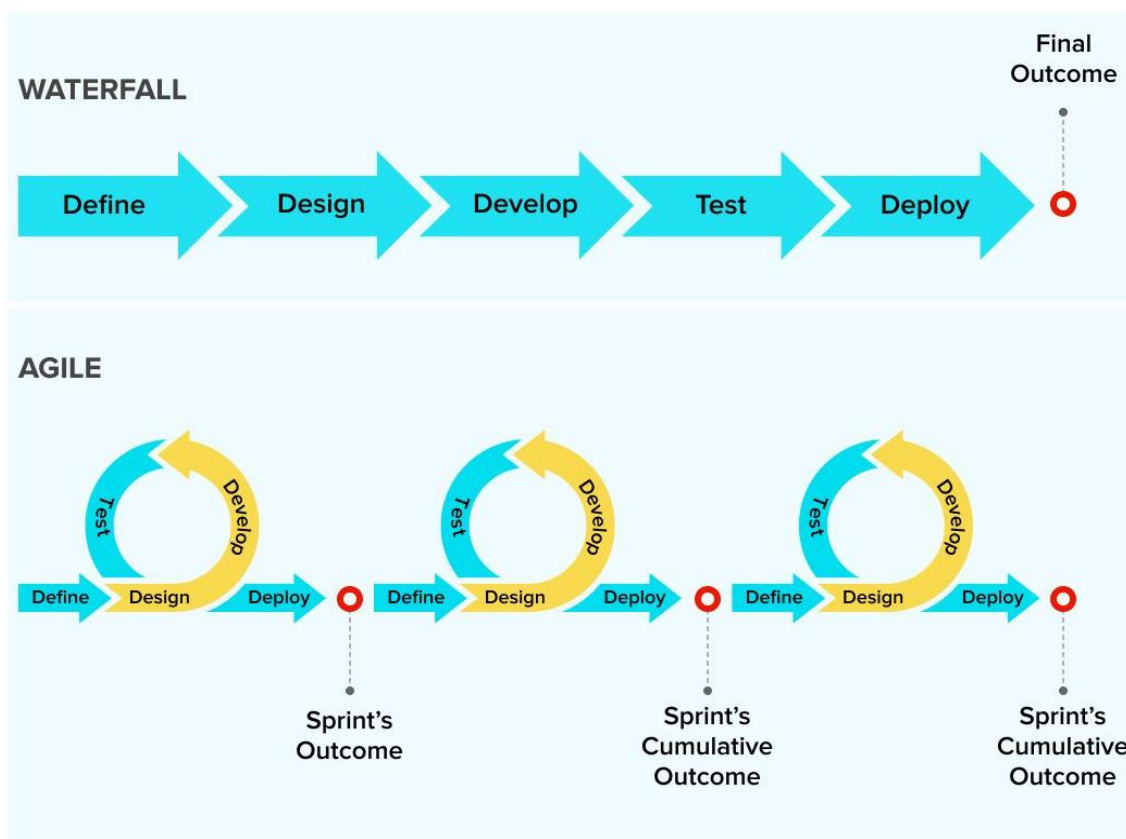 Final
Outcome
WATERFALL
Define
Design
Develop
Test
Deploy
AGILE
Test
Develop
Define
Design
Deploy
Test
Develop
Define
Design
Deploy
Test
Develop
Define
Design
Deploy
Sprint's
Outcome
Sprint's
Cumulative
Outcome
Sprint's
Cumulative
Outcome